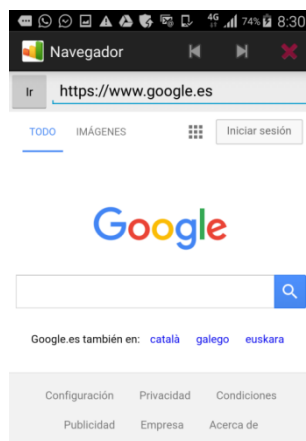 4G 74% 8:30
Navegador
Ir https://www.google.es
TODO IMÁGENES Iniciar sesión
Google
Google.es también en: català galego euskara
Configuración Privacidad Condiciones
Publicidad Empresa Acerca de